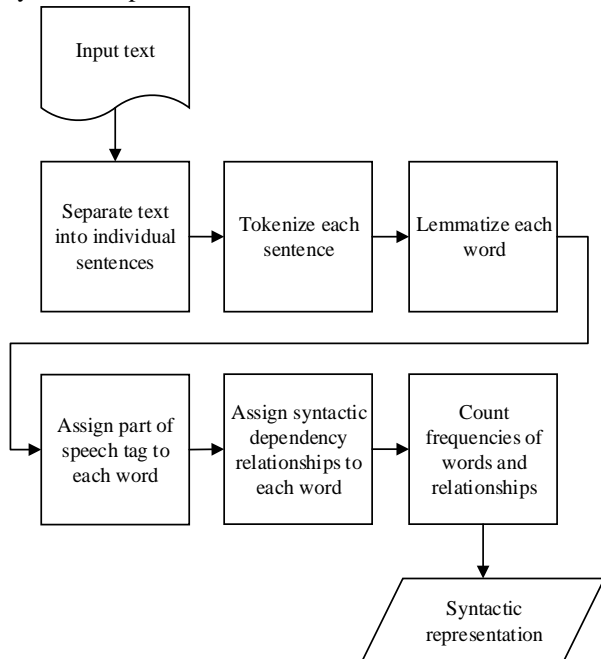 Input text
Separate text
into individual
sentences
Tokenize each
sentence
Lemmatize each
word
Assign part of
speech tag to
each word
Assign syntactic
dependency
relationships to
each word
Count
frequencies of
words and
relationships
Syntactic
representation